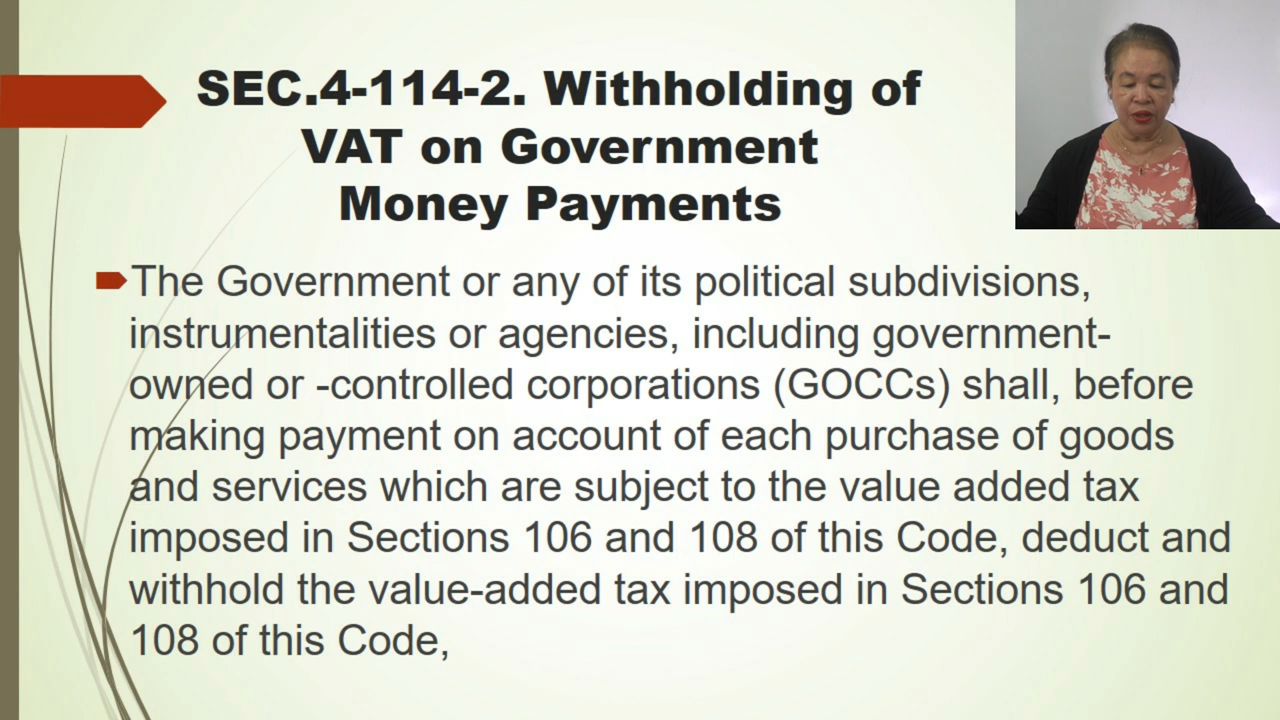 SEC.4-114-2. Withholding of
VAT on Government
Money Payments
The Government or any of its political subdivisions,
instrumentalities or agencies, including government-
owned or -controlled corporations (GOCCs) shall, before
making payment on account of each purchase of goods
and services which are subject to the value added tax
imposed in Sections 106 and 108 of this Code, deduct and
withhold the value-added tax imposed in Sections 106 and
108 of this Code,